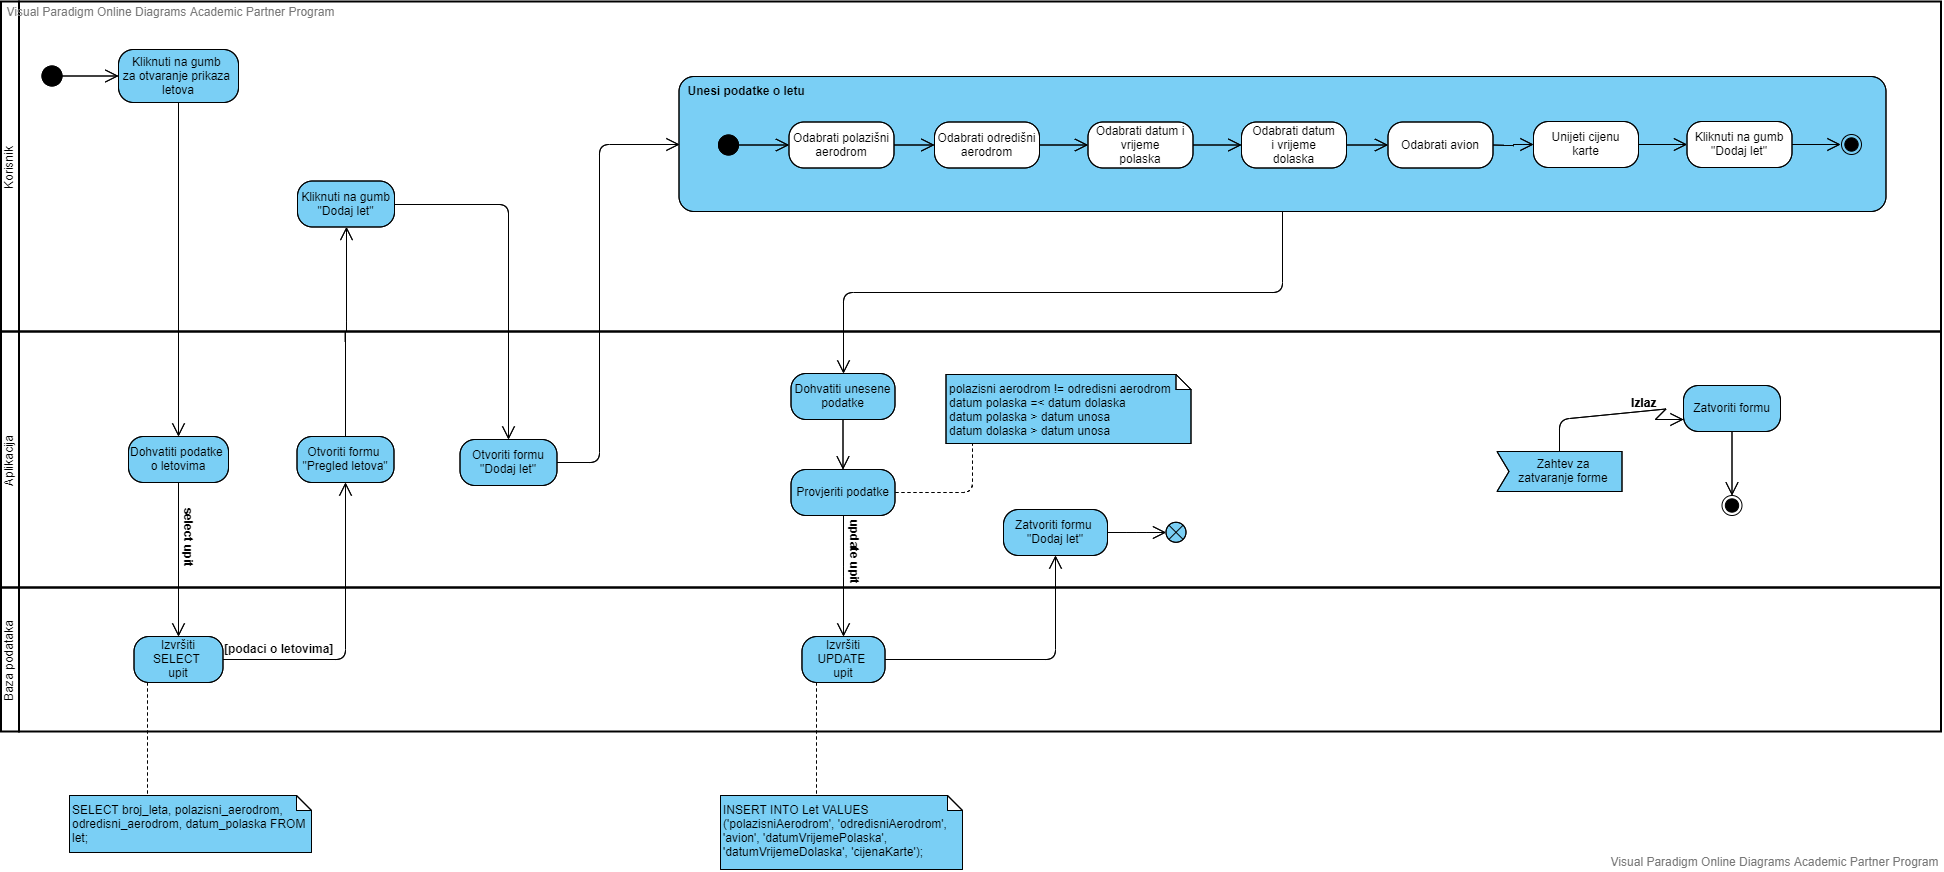 Visual Paradigm Online Diagrams Academic Partner Program
Korisnik
Kliknuti na gumb
za otvaranje prikaza
letova
Kliknuti na gumb
"Dodaj let"
Unesi podatke o letu
Odabrati polazišni
aerodrom
Odabrati odredišni
aerodrom
Odabrati datum i
vrijeme
polaska
Odabrati datum
i vrijeme
dolaska
Odabrati avion
Unijeti cijenu
karte
Kliknuti na gumb
"Dodaj let"
Aplikacija
Dohvatiti podatke
o letovima
select upit
Otvoriti formu
"Pregled letova"
Otvoriti formu
"Dodaj let"
Dohvatiti unesene
podatke
polazisni aerodrom != odredisni aerodrom
datum polaska =< datum dolaska
datum polaska > datum unosa
datum dolaska > datum unosa
Provjeriti podatke
update upit
Zatvoriti formu
"Dodaj let"
Zahtev za
zatvaranje forme
Izlaz
Zatvoriti formu
Baza podataka
Izvršiti
SELECT
upit
[podaci o letovima]
Izvršiti
UPDATE
upit
SELECT broj_leta, polazisni_aerodrom,
odredisni_aerodrom, datum_polaska FROM
let;
INSERT INTO Let VALUES
('polazisniAerodrom', 'odredisniAerodrom',
'avion', 'datumVrijemePolaska',
'datumVrijemeDolaska', 'cijenaKarte');
Visual Paradigm Online Diagrams Academic Partner Program